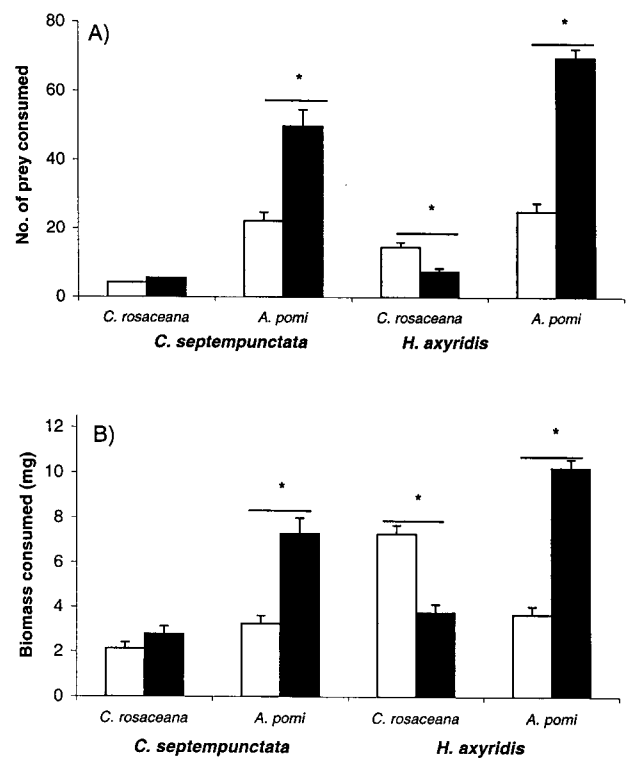 A)
No. of prey consumed
80
60
40
20
0
*
*
*
C. rosaceana A. pomi C. rosaceana A. pomi
C. septempunctata H. axyridis
B)
Biomass consumed (mg)
12
10
8
6
4
2
0
*
*
*
C. rosaceana A. pomi C. rosaceana A. pomi
C. septempunctata H. axyridis